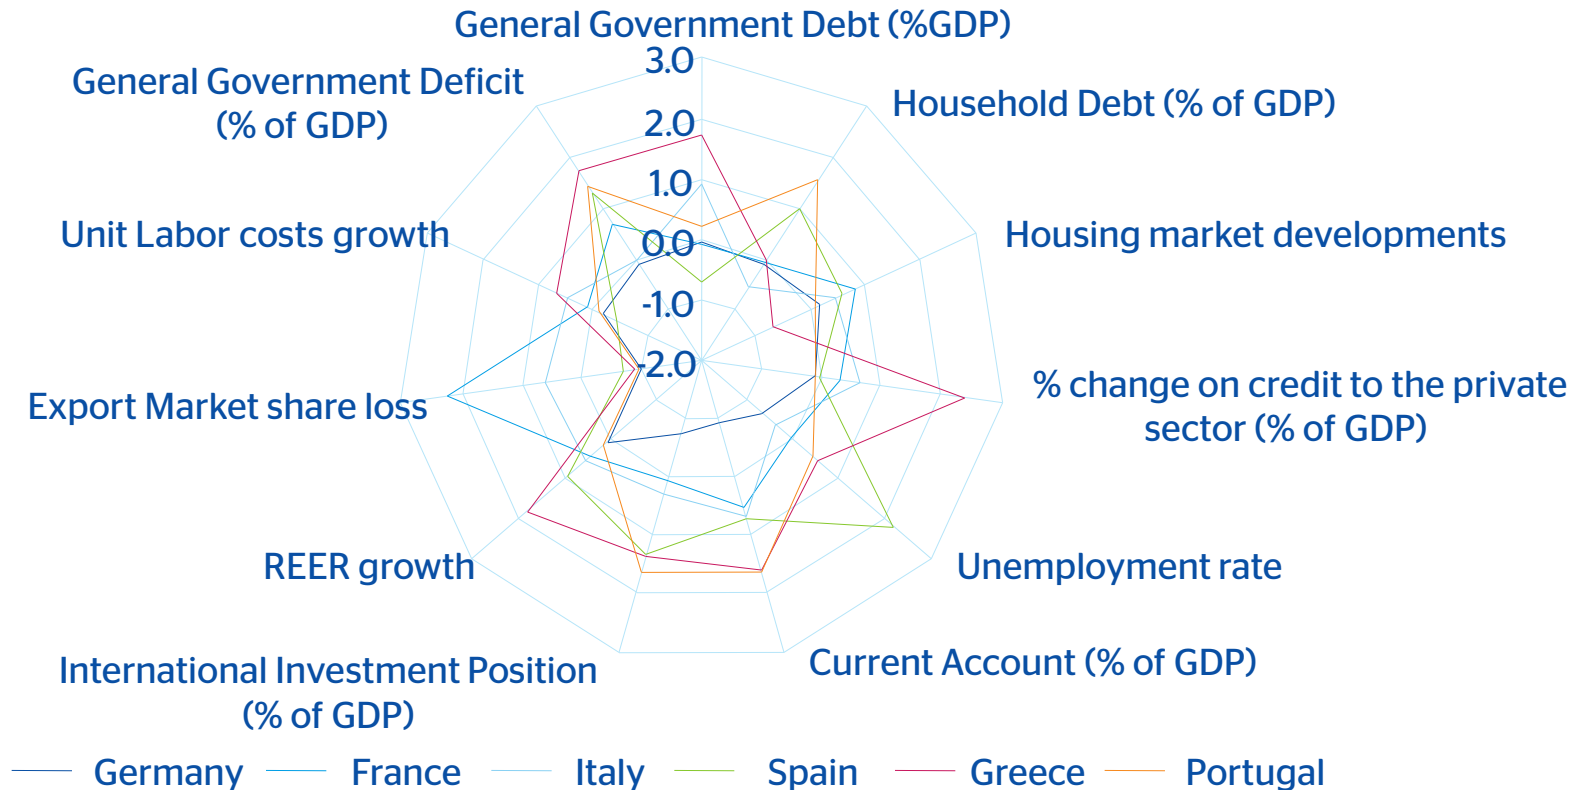 General Government Debt (%GDP)
3.0
General Government Deficit
(% of GDP)
Household Debt (% of GDP)
2.0
1.0
Unit Labor costs growth
0.0
Housing market developments
-1.0
-2.0
Export Market share loss
% change on credit to the private
sector (% of GDP)
REER growth
Unemployment rate
International Investment Position
(% of GDP)
Current Account (% of GDP)
Germany France Italy Spain Greece Portugal